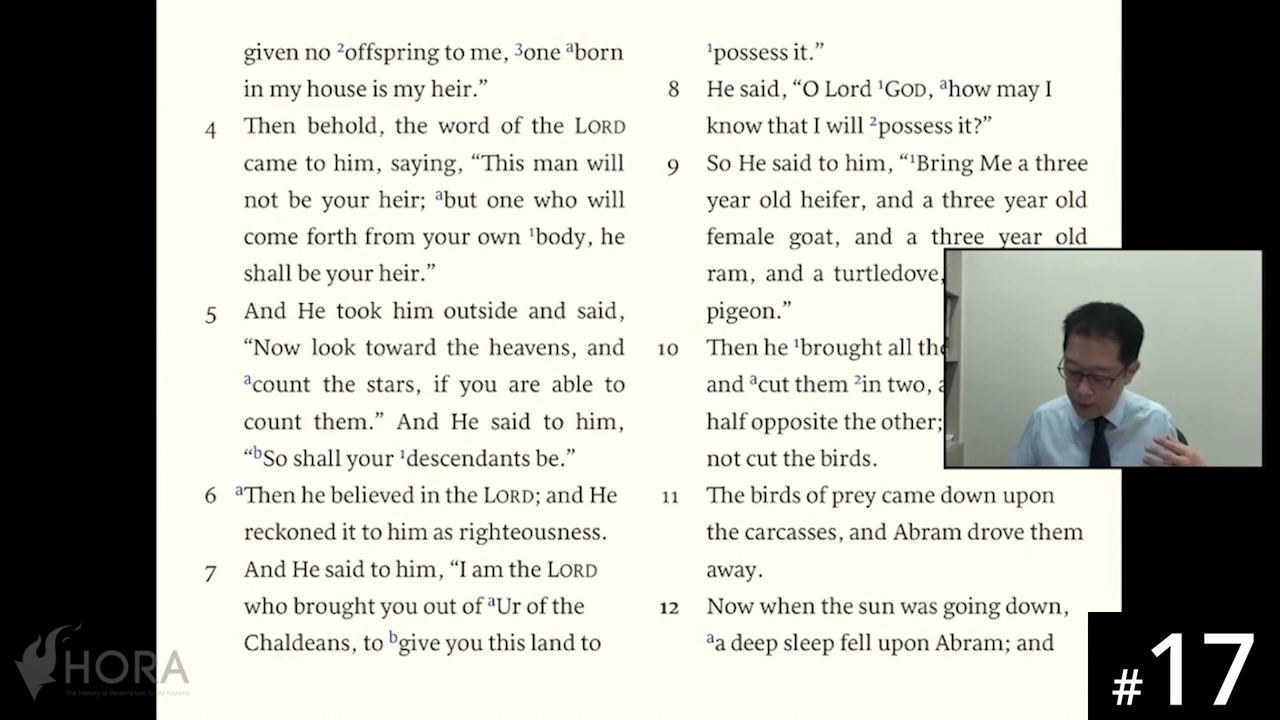 given no ²offspring to me, ³one ᵃborn
in my house is my heir.”
4 Then behold, the word of the LORD
came to him, saying, “This man will
not be your heir; ᵃbut one who will
come forth from your own ¹body, he
shall be your heir.”
5 And He took him outside and said,
“Now look toward the heavens, and
ᵃcount the stars, if you are able to
count them.” And He said to him,
“ᵇSo shall your ¹descendants be.”
6 ᵃThen he believed in the LORD; and He
reckoned it to him as righteousness.
7 And He said to him, “I am the LORD
who brought you out of ᵃUr of the
Chaldeans, to ᵇgive you this land to
¹possess it.”
8 He said, “O Lord ¹GOD, ᵃhow may I
know that I will ²possess it?”
9 So He said to him, “¹Bring Me a three
year old heifer, and a three year old
female goat, and a three year old
ram, and a turtledove,
pigeon.”
10 Then he ¹brought all the
and ᵃcut them ²in two,
half opposite the other;
not cut the birds.
11 The birds of prey came down upon
the carcasses, and Abram drove them
away.
12 Now when the sun was going down,
ᵃa deep sleep fell upon Abram; and
HORA
The History of Redemption for All Nations
#17